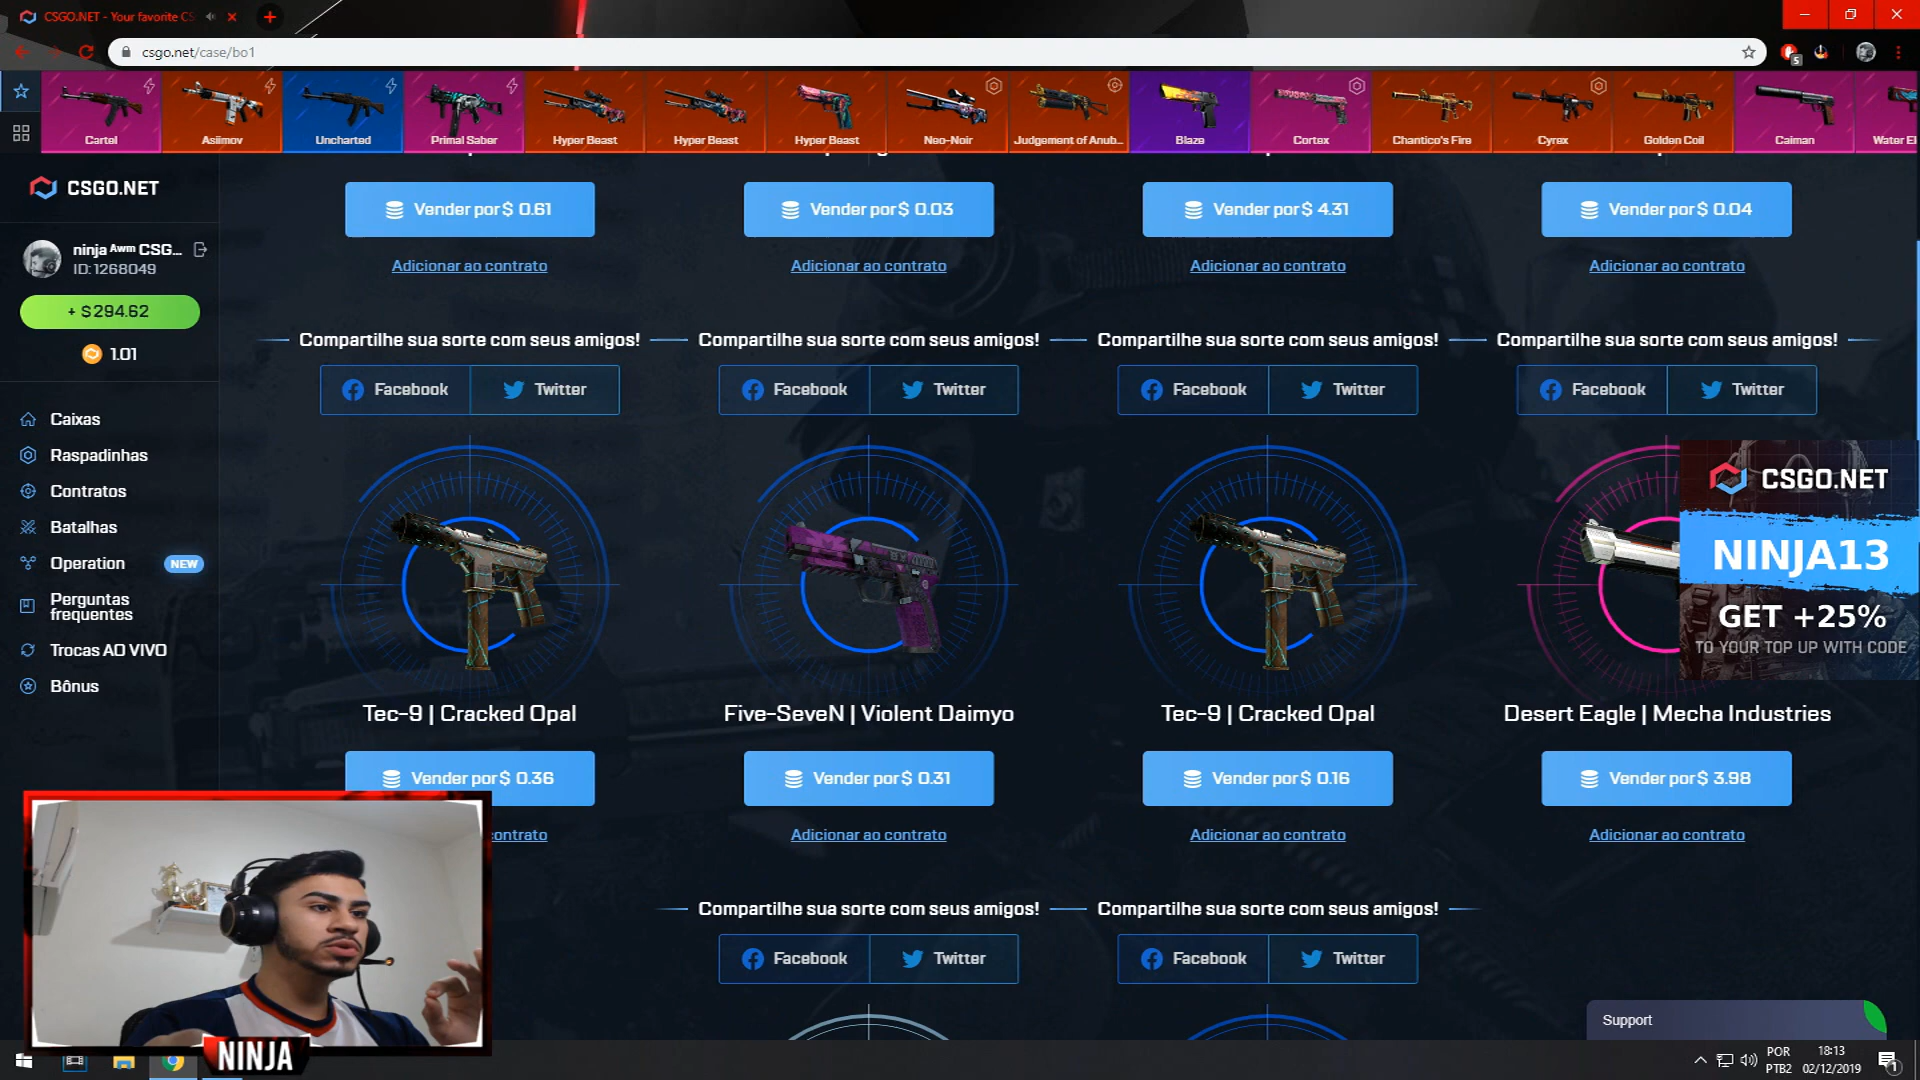 CSGO.NET - Your favorite CS
csgo.net/case/bo1
5
Cartel
Asiimov
Uncharted
Primal Saber
Hyper Beast
Hyper Beast
Hyper Beast
Neo-Noir
Judgement of Anub...
Blaze
Cortex
Chantico's Fire
Cyrex
Golden Coil
Caiman
Water El
CSGO.NET
ninja Awm CSG...
ID:1268049
+ $294.62
1.01
Caixas
Raspadinhas
Contratos
Batalhas
Operation NEW
Perguntas
frequentes
Trocas AO VIVO
Bônus
Vender por $ 0.61
Vender por $ 0.03
Vender por $ 4.31
Vender por $ 0.04
Adicionar ao contrato
Adicionar ao contrato
Adicionar ao contrato
Adicionar ao contrato
Compartilhe sua sorte com seus amigos!
Compartilhe sua sorte com seus amigos!
Compartilhe sua sorte com seus amigos!
Compartilhe sua sorte com seus amigos!
Facebook Twitter
Facebook Twitter
Facebook Twitter
Facebook Twitter
CSGO.NET
NINJA13
GET +25%
TO YOUR TOP UP WITH CODE
Tec-9 | Cracked Opal
Five-SeveN | Violent Daimyo
Tec-9 | Cracked Opal
Desert Eagle | Mecha Industries
Vender por $ 0.36
Vender por $ 0.31
Vender por $ 0.16
Vender por $ 3.98
contrato
Adicionar ao contrato
Adicionar ao contrato
Adicionar ao contrato
Compartilhe sua sorte com seus amigos!
Compartilhe sua sorte com seus amigos!
Facebook Twitter
Facebook Twitter
Support
NINJA
POR
PTB2
18:13
02/12/2019
1